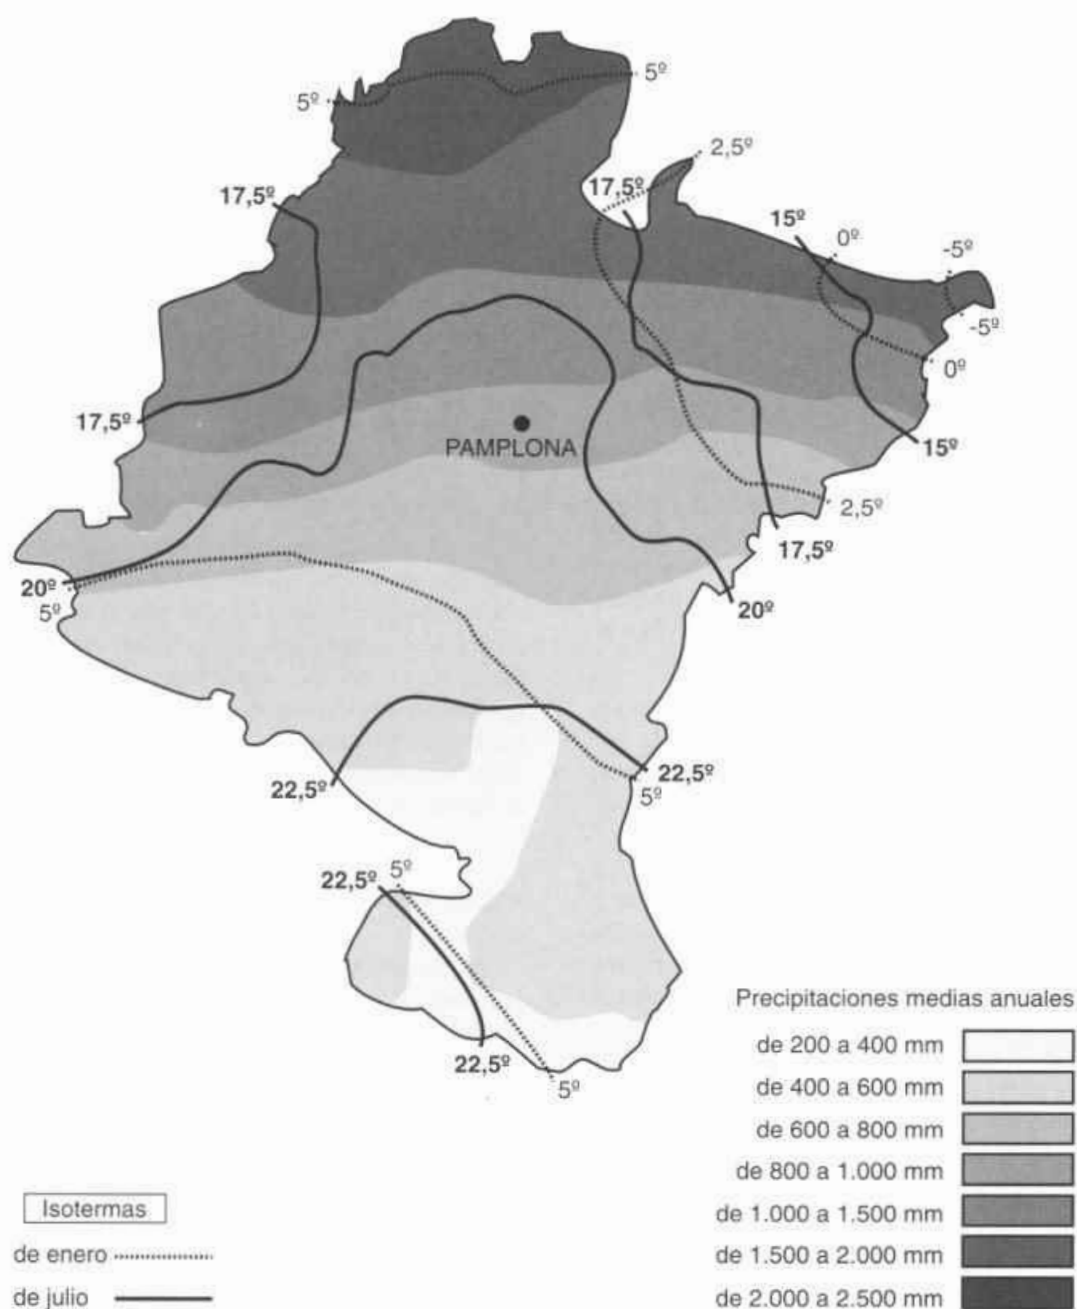 5º
5º
2,5º
17,5º
17,5º
15º
0º
-5º
-5º
0º
17,5º
PAMPLONA
15º
2,5º
17,5º
20º
5º
20º
22,5º
22,5º
5º
5º
22,5º
22,5º
5º
Precipitaciones medias anuales
de 200 a 400 mm
de 400 a 600 mm
de 600 a 800 mm
de 800 a 1.000 mm
de 1.000 a 1.500 mm
de 1.500 a 2.000 mm
de 2.000 a 2.500 mm
Isotermas
de enero
de julio